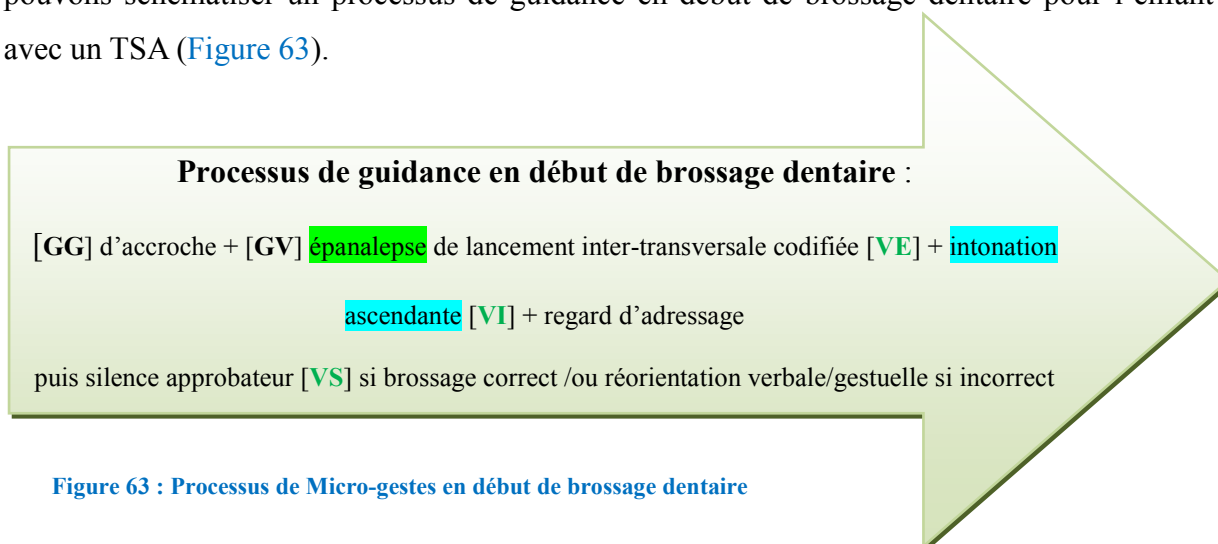 pouvons schématiser un processus de guidance en début de brossage dentaire pour l'enfant
avec un TSA (Figure 63).
Processus de guidance en début de brossage dentaire :
[GG] d'accroche + [GV] épanalepse de lancement inter-transversale codifiée [VE] + intonation
ascendante [VI] + regard d'adressage
puis silence approbateur [VS] si brossage correct /ou réorientation verbale/gestuelle si incorrect
Figure 63 : Processus de Micro-gestes en début de brossage dentaire